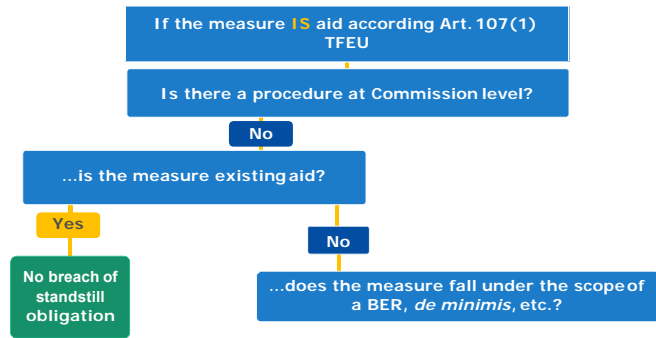 If the measure IS aid according Art. 107(1)
TFEU
Is there a procedure at Commission level?
No
...is the measure existing aid?
Yes
No
No breach of
standstill
obligation
...does the measure fall under the scope of
a BER, de minimis, etc.?